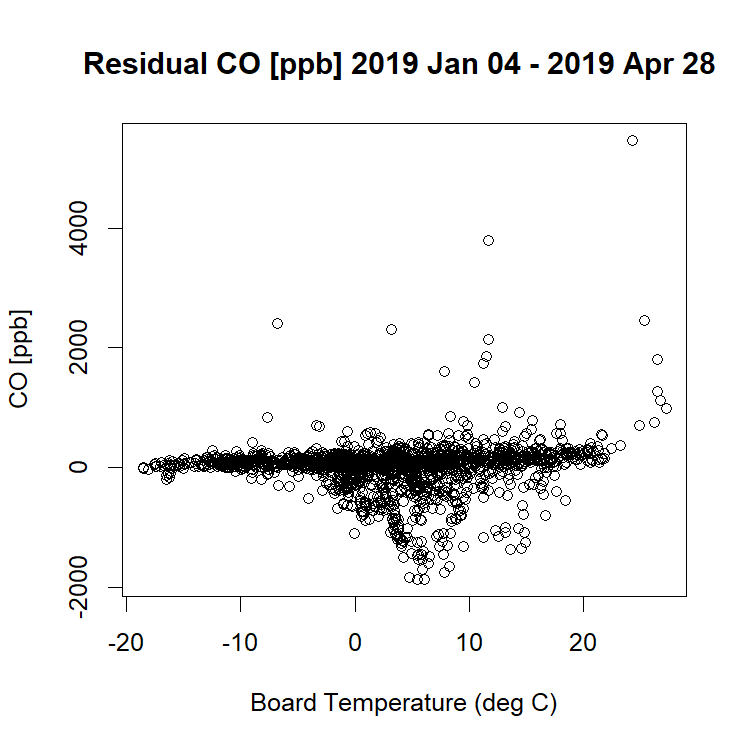 Residual CO [ppb] 2019 Jan 04 - 2019 Apr 28
CO [ppb]
4000
2000
0
-2000
-20 -10 0 10 20
Board Temperature (deg C)